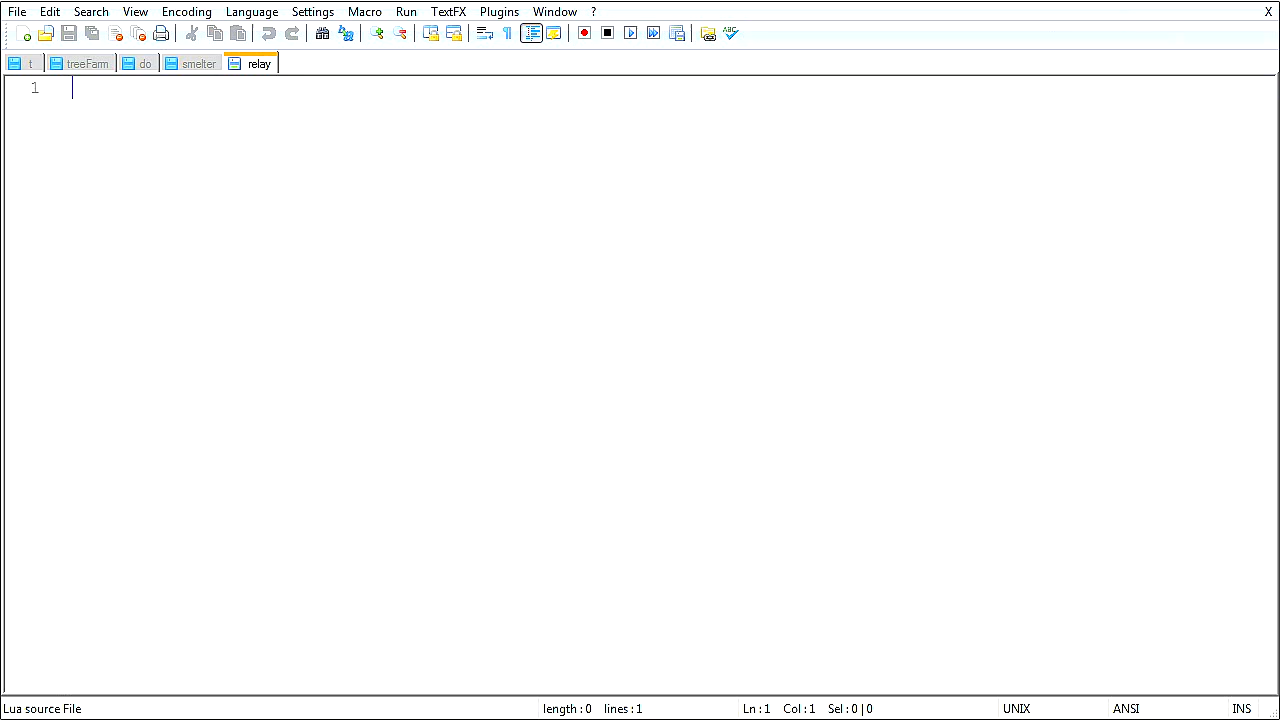 File Edit Search View Encoding Language Settings Macro Run TextFX Plugins Window ? X
ABC
t treeFarm do smelter relay
1
Lua source File length : 0 lines : 1 Ln : 1 Col : 1 Sel : 0 | 0 UNIX ANSI INS